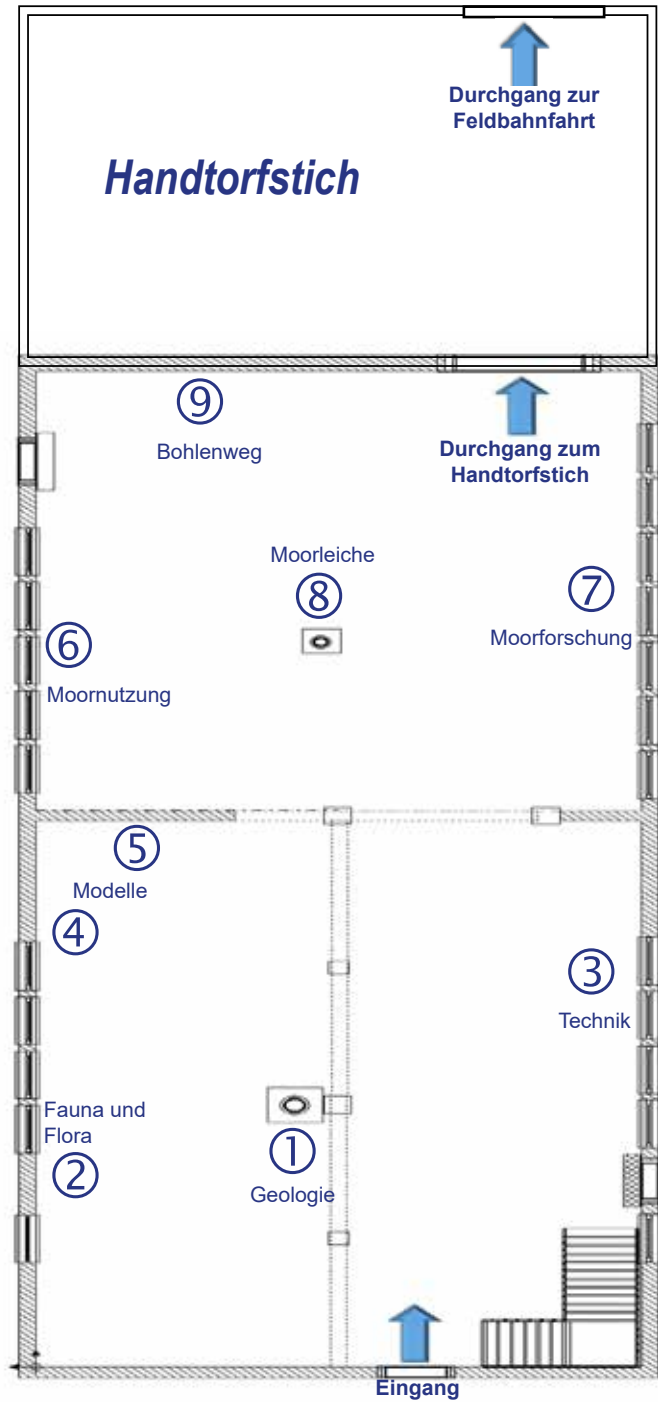 Durchgang zur
Feldbahnfahrt
Handtorfstich
⑨
Bohlenweg
Durchgang zum
Handtorfstich
Moorleiche
⑧
⑦
Moorforschung
⑥
Moornutzung
⑤
Modelle
④
③
Technik
Fauna und
Flora
②
①
Geologie
Eingang